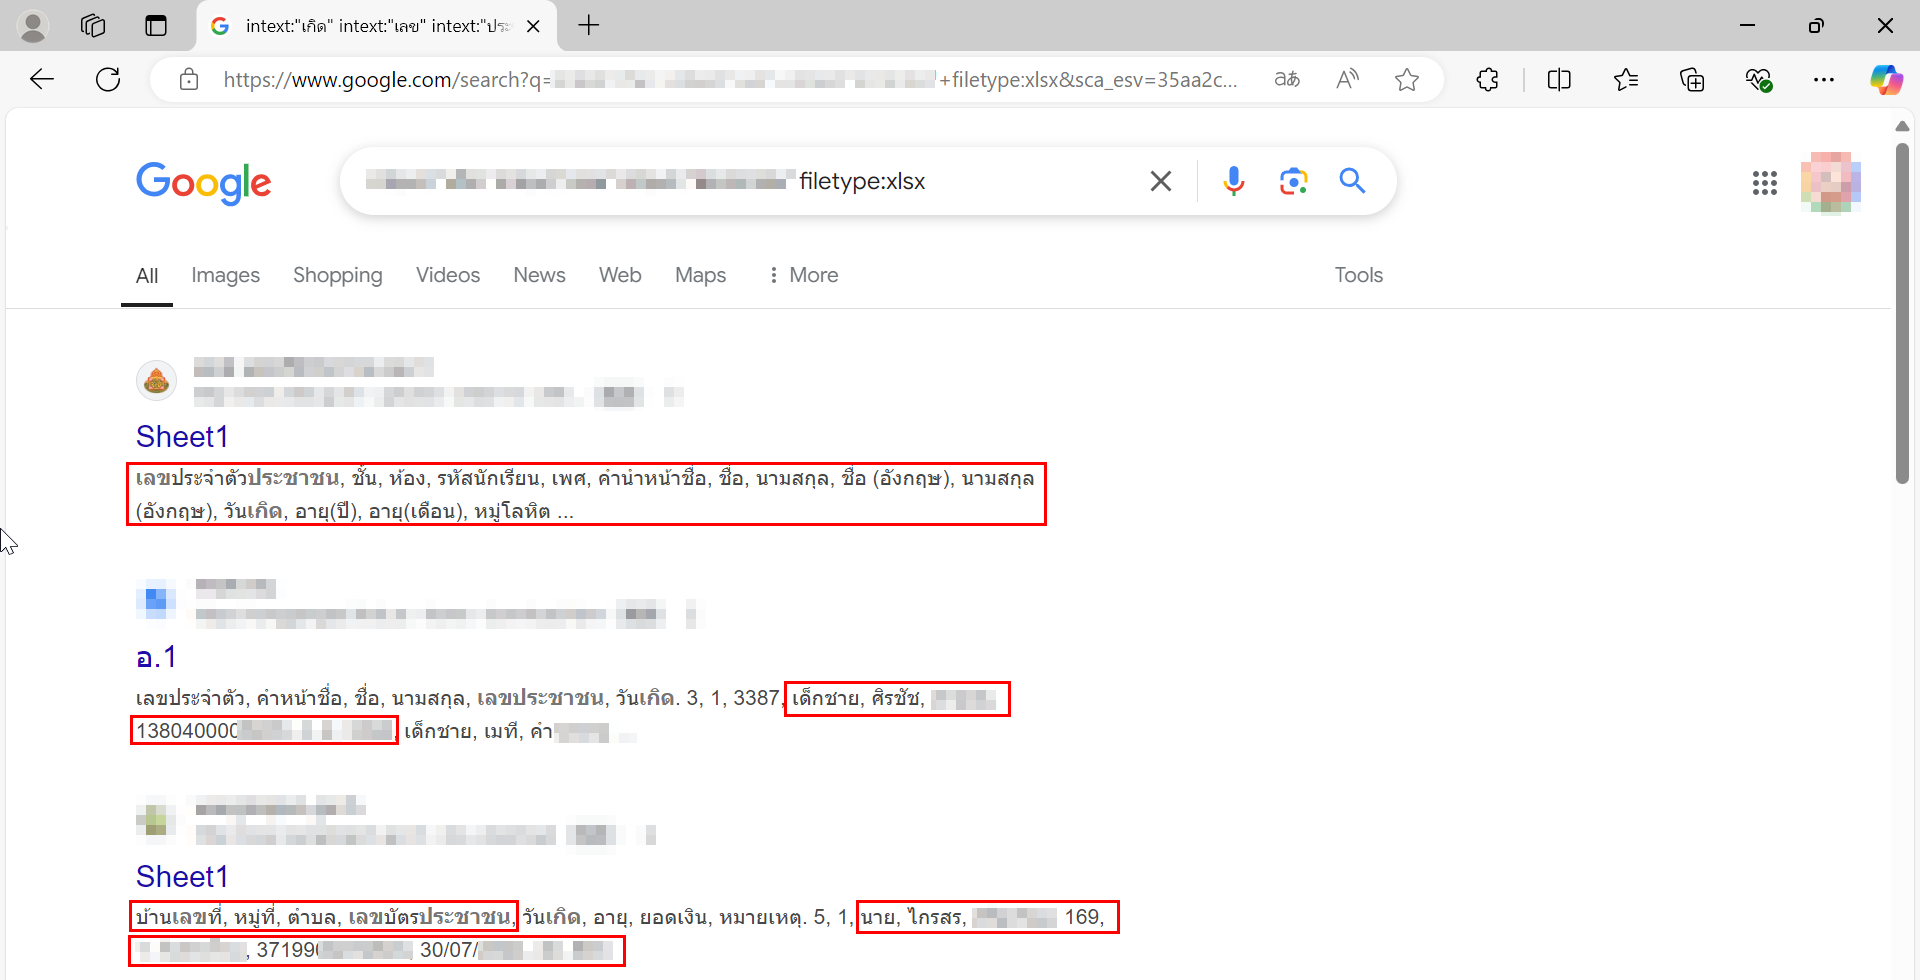 intext:"เกิด" intext:"เลข" intext:"ประ
https://www.google.com/search?q= +filetype:xlsx&sca_esv=35aa2c...
Google
filetype:xlsx
All Images Shopping Videos News Web Maps More Tools
Sheet1
เลขประจำตัวประชาชน, ชั้น, ห้อง, รหัสนักเรียน, เพศ, คำนำหน้าชื่อ, ชื่อ, นามสกุล, ชื่อ (อังกฤษ), นามสกุล
(อังกฤษ), วันเกิด, อายุ(ปี), อายุ(เดือน), หมู่โลหิต ...
อ.1
เลขประจำตัว, คำหน้าชื่อ, ชื่อ, นามสกุล, เลขประชาชน, วันเกิด. 3, 1, 3387, เด็กชาย, ศิรชัช,
138040000 , เด็กชาย, เมที, คำ
Sheet1
บ้านเลขที่, หมู่ที่, ตำบล, เลขบัตรประชาชน, วันเกิด, อายุ, ยอดเงิน, หมายเหตุ. 5, 1, นาย, ไกรสร, 169,
, 37199 , 30/07/